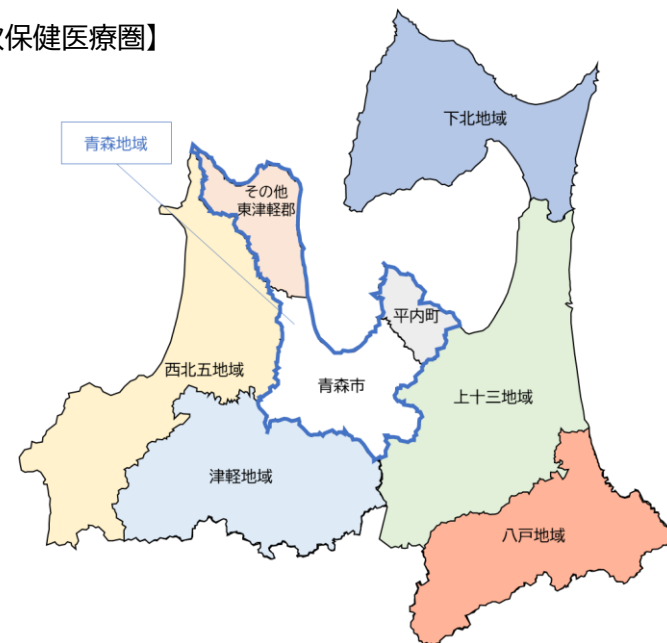 保健医療圏】
下北地域
青森地域
その他
東津軽郡
平内町
西北五地域
青森市
上十三地域
津軽地域
八戸地域